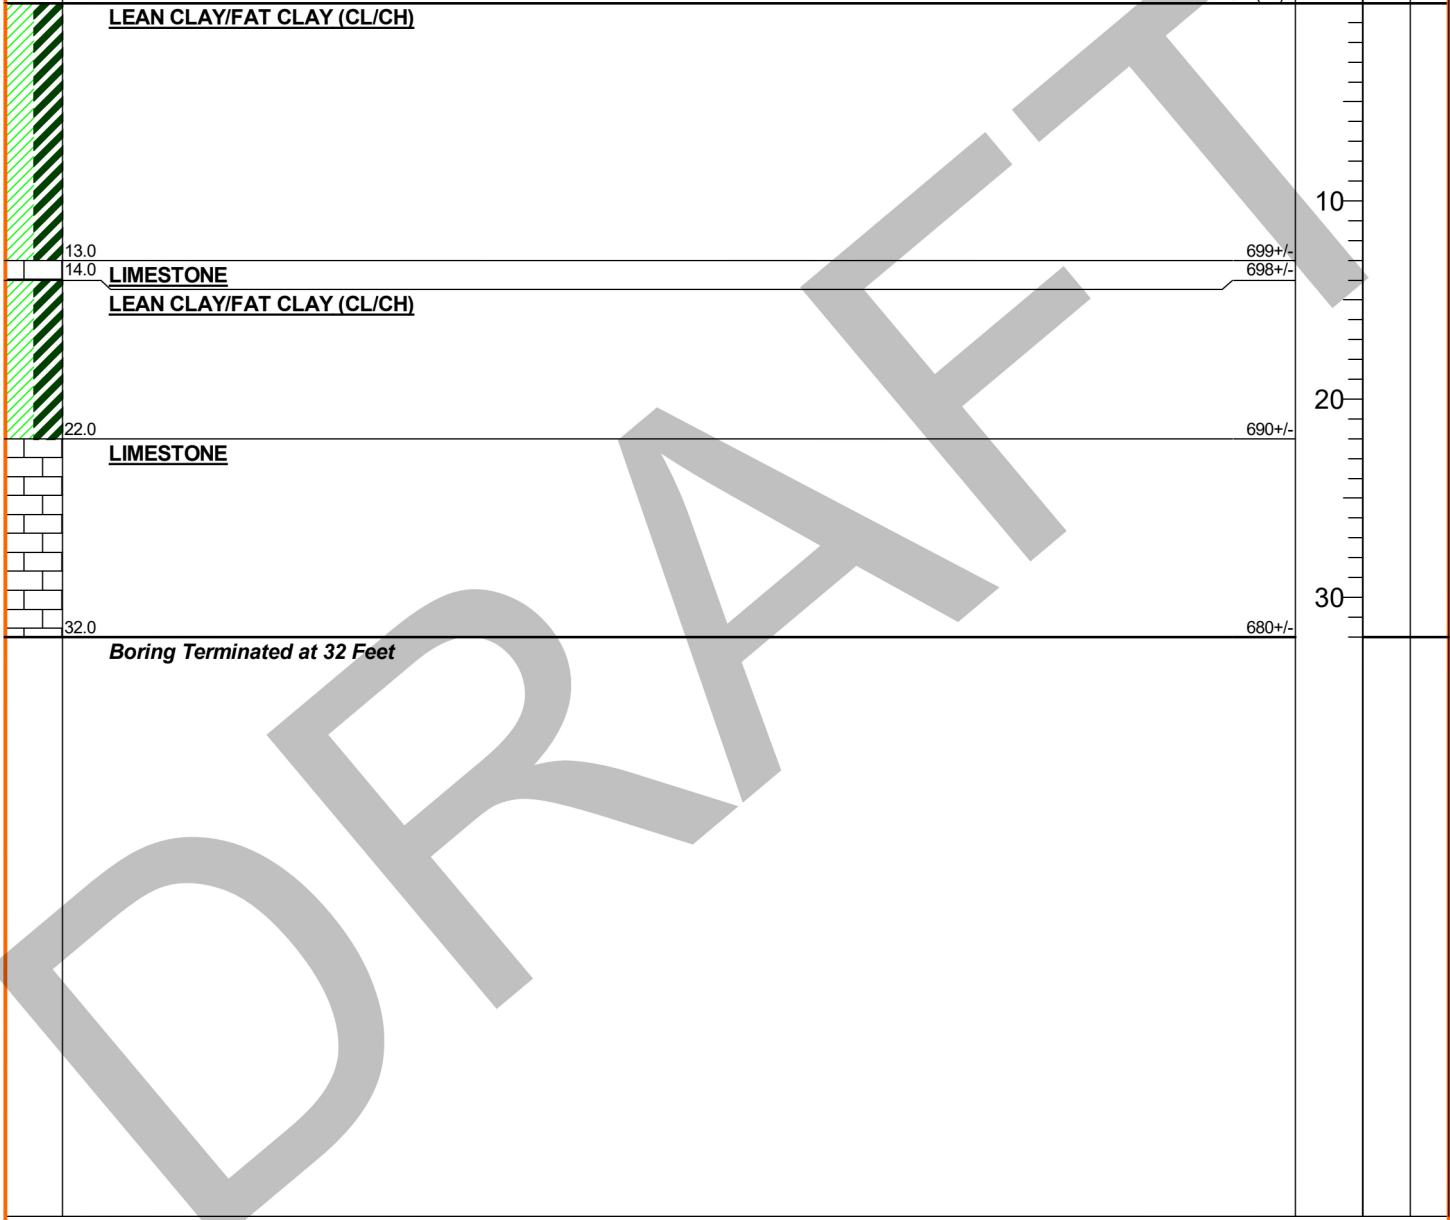 LEAN CLAY/FAT CLAY (CL/CH)
10
13.0 699+/-
14.0 LIMESTONE 698+/-
LEAN CLAY/FAT CLAY (CL/CH)
20
22.0 690+/-
LIMESTONE
30
32.0 680+/-
Boring Terminated at 32 Feet
DRAFT